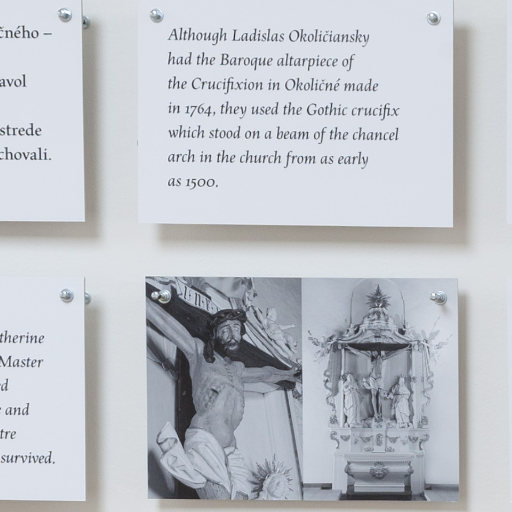 čného –
avol
strede
chovali.
Although Ladislas Okoličiansky
had the Baroque altarpiece of
the Crucifixion in Okoličné made
in 1764, they used the Gothic crucifix
which stood on a beam of the chancel
arch in the church from as early
as 1500.
therine
Master
d
and
tre
survived.